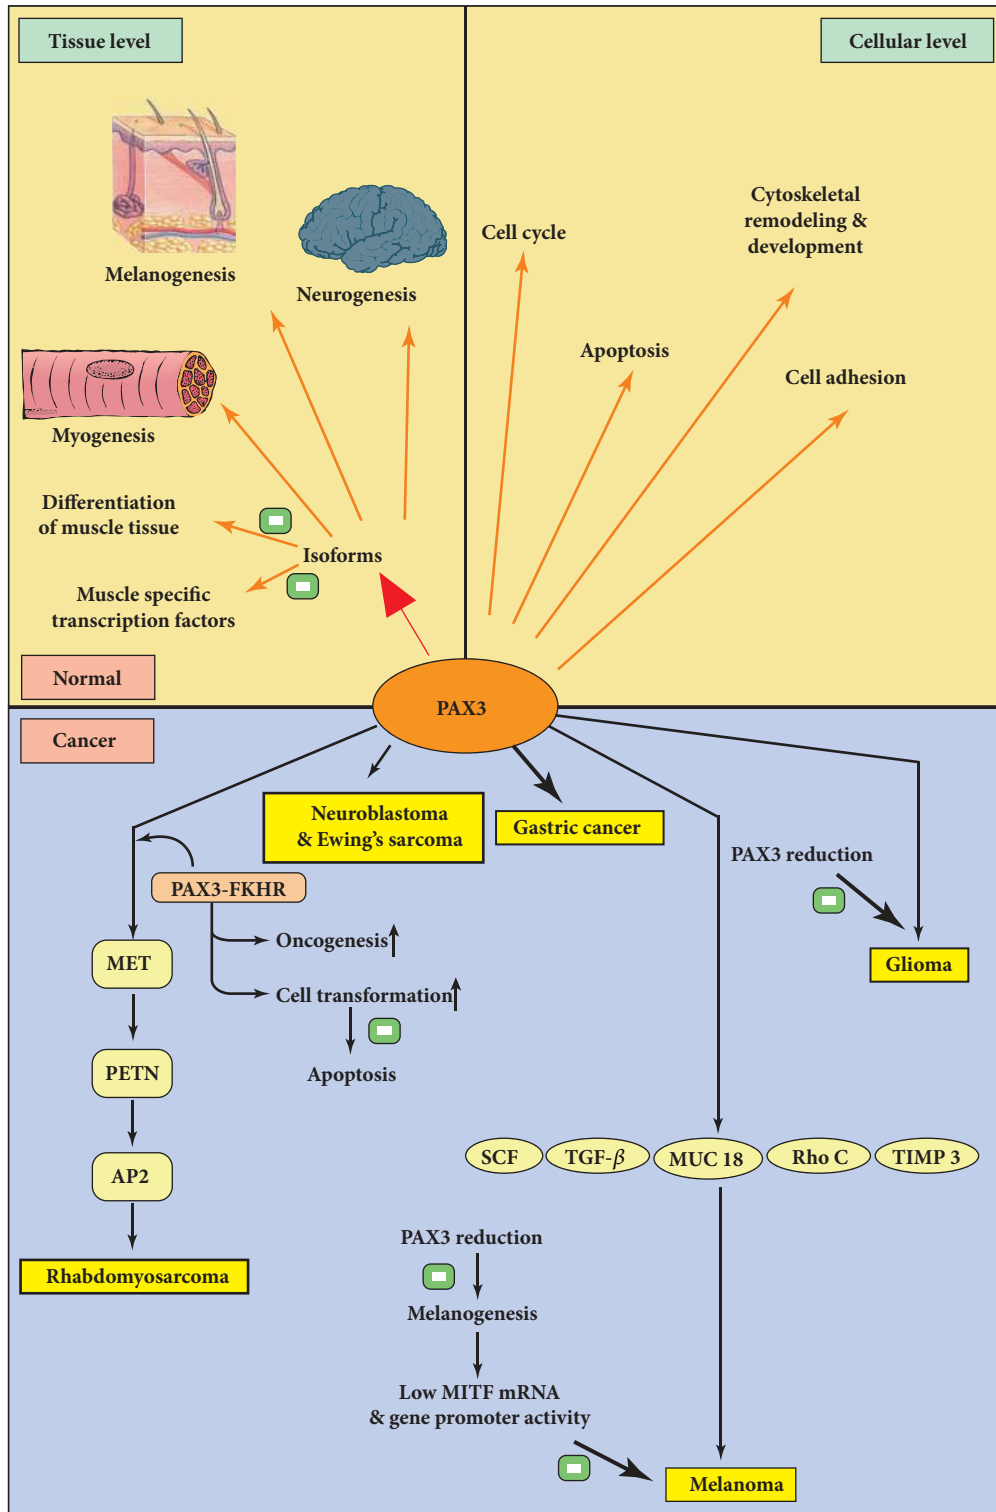 Tissue level
Cellular level
Melanogenesis
Neurogenesis
Myogenesis
Differentiation
of muscle tissue
Isoforms
Muscle specific
transcription factors
Cell cycle
Cytoskeletal
remodeling &
development
Apoptosis
Cell adhesion
Normal
PAX3
Cancer
Neuroblastoma
& Ewing's sarcoma
Gastric cancer
PAX3 reduction
Glioma
PAX3-FKHR
Oncogenesis
Cell transformation
Apoptosis
MET
PETN
AP2
Rhabdomyosarcoma
SCF
TGF-β
MUC 18
Rho C
TIMP 3
PAX3 reduction
Melanogenesis
Low MITF mRNA
& gene promoter activity
Melanoma